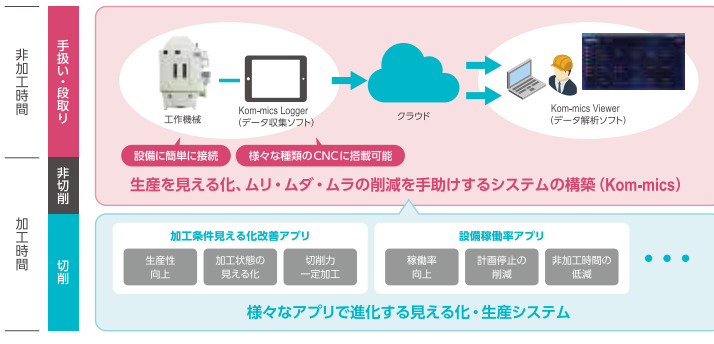 非加工時間
手扱い・段取り
工作機械
Kom-mics Logger
(データ収集ソフト)
クラウド
Kom-mics Viewer
(データ解析ソフト)
設備に簡単に接続
様々な種類のCNCに搭載可能
生産を見える化、ムリ・ムダ・ムラの削減を手助けするシステムの構築(Kom-mics)
加工時間
非切削
切削
加工条件見える化改善アプリ
生産性
向上
加工状態の
見える化
切削力
一定加工
設備稼働率アプリ
稼働率
向上
計画停止の
削減
非加工時間の
低減
様々なアプリで進化する見える化・生産システム